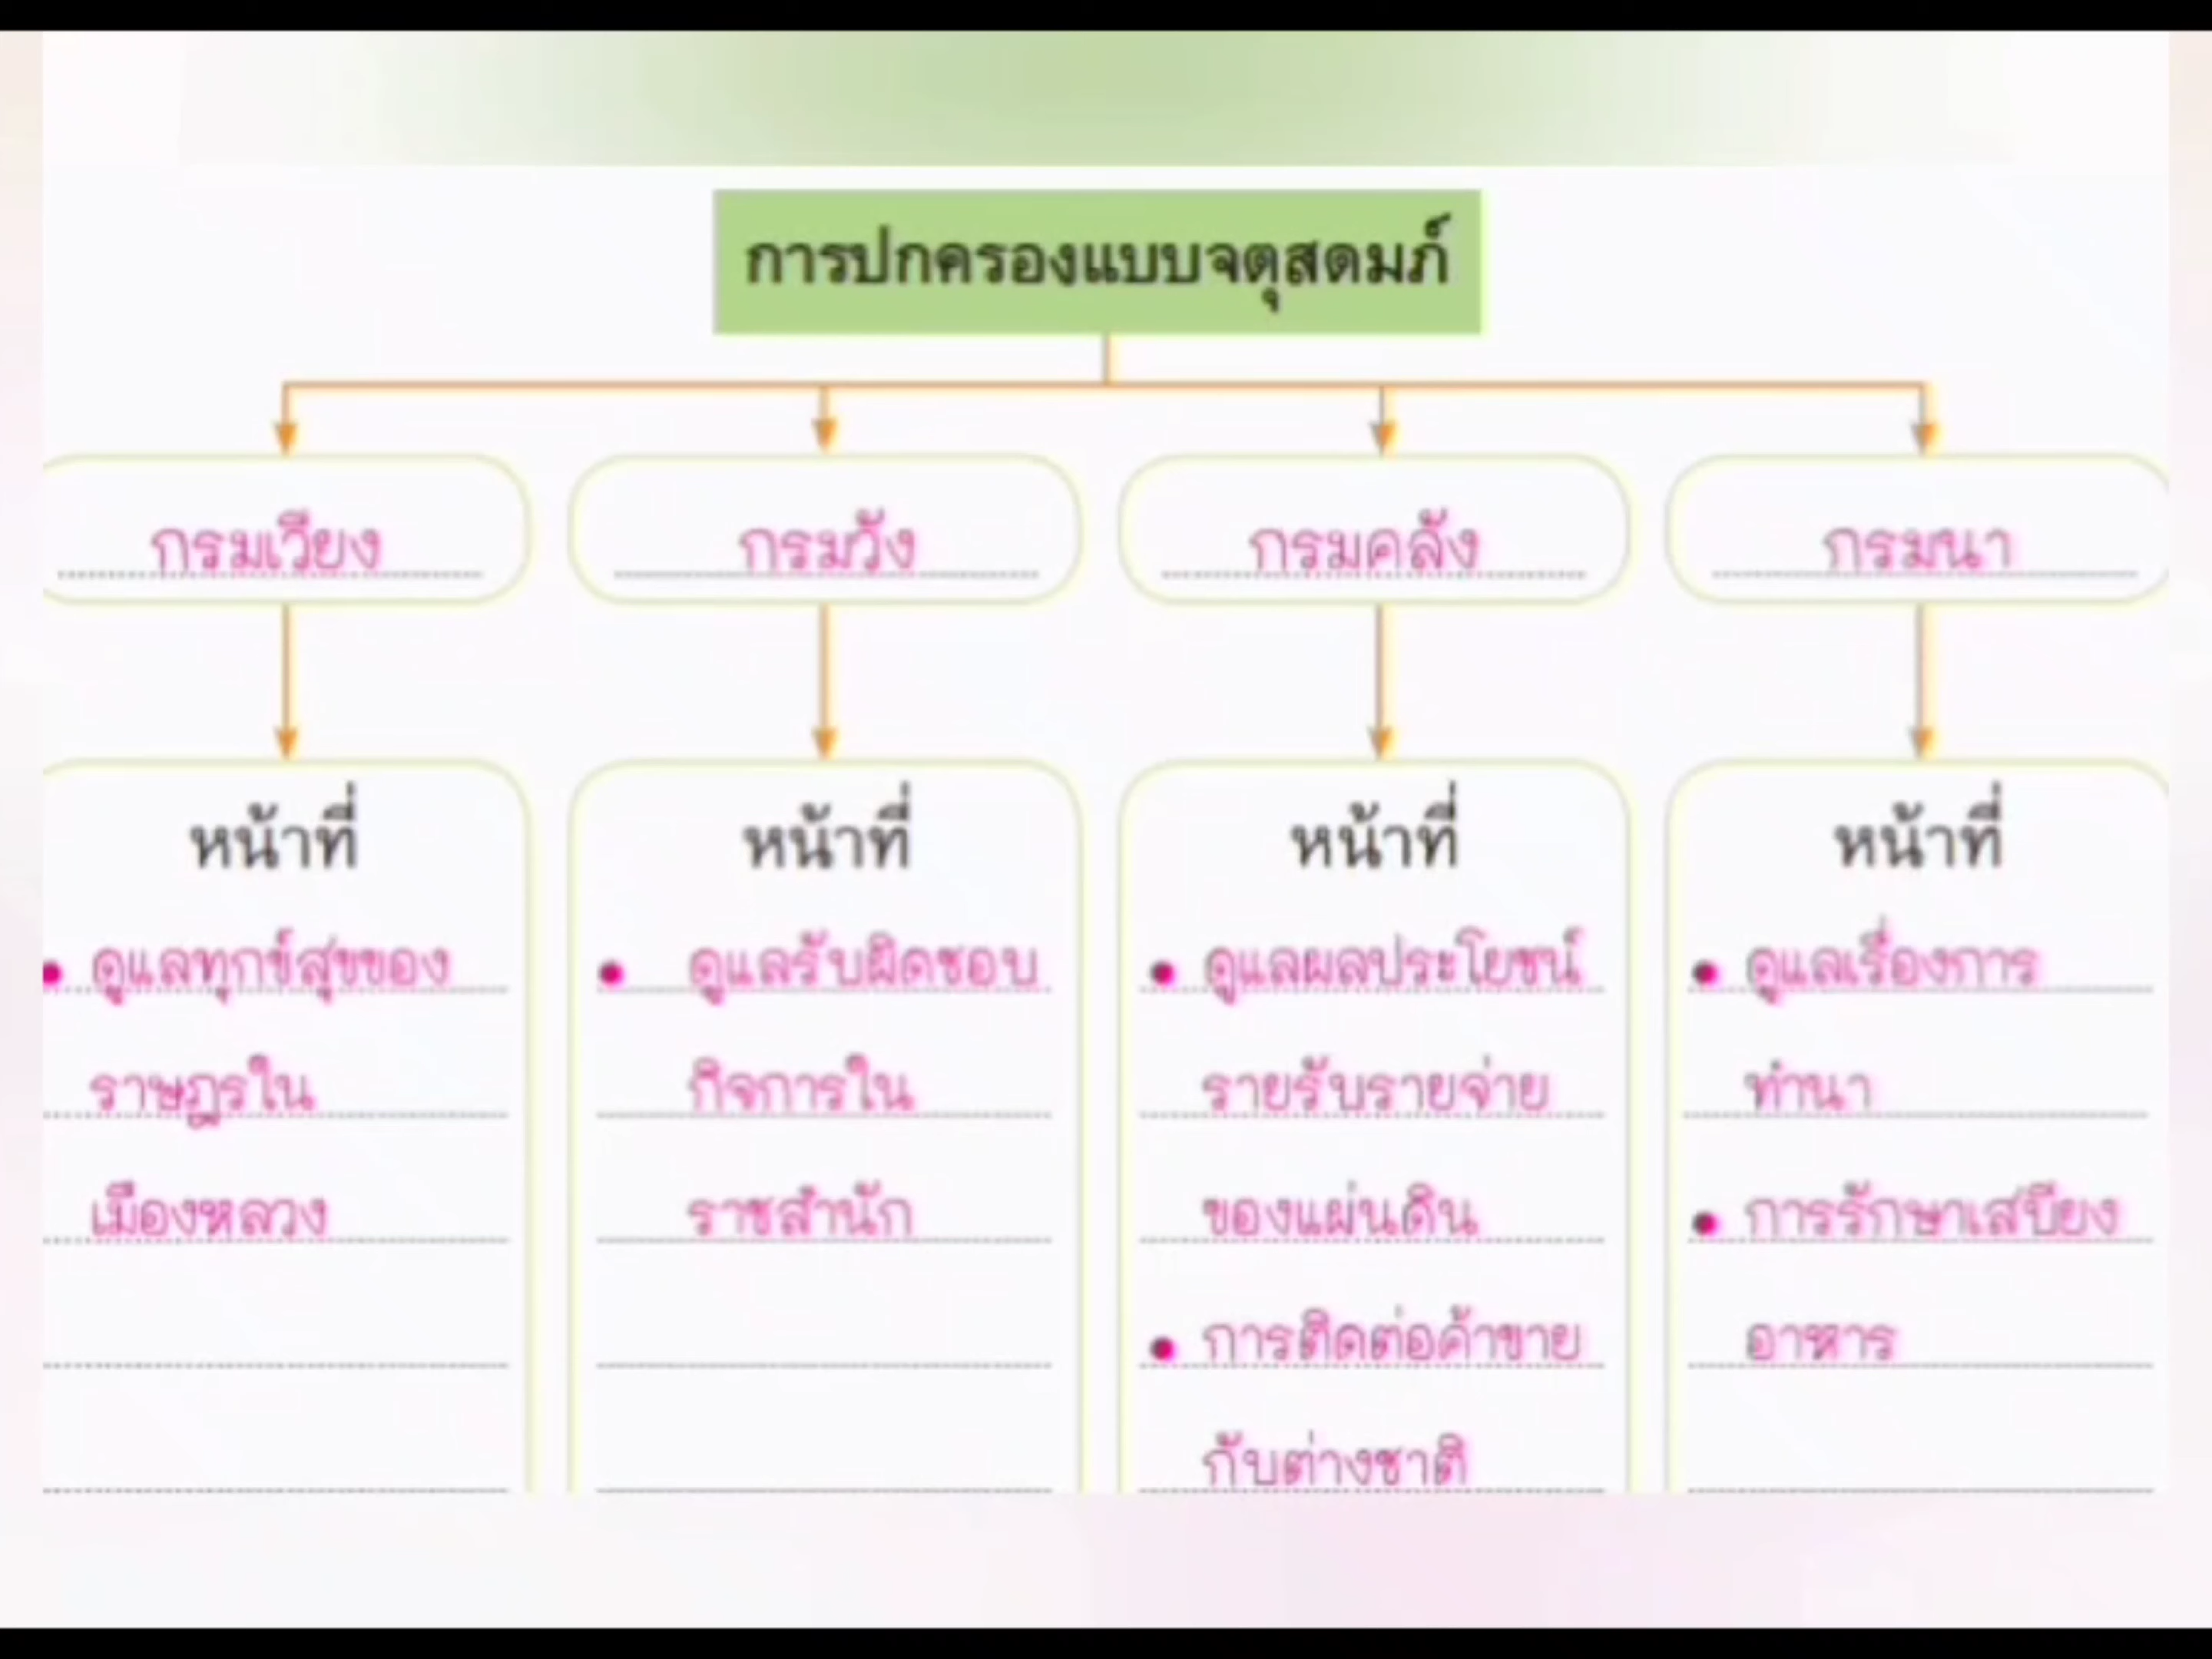 การปกครองแบบจตุสดมภ์
กรมเวียง
กรมวัง
กรมคลัง
กรมนา
หน้าที่
• ดูแลทุกข์สุขของ
ราษฎรใน
เมืองหลวง
หน้าที่
• ดูแลรับผิดชอบ
กิจการใน
ราชสำนัก
หน้าที่
• ดูแลผลประโยชน์
รายรับรายจ่าย
ของแผ่นดิน
• การติดต่อค้าขาย
กับต่างชาติ
หน้าที่
• ดูแลเรื่องการ
ทำนา
• การรักษาเสบียง
อาหาร